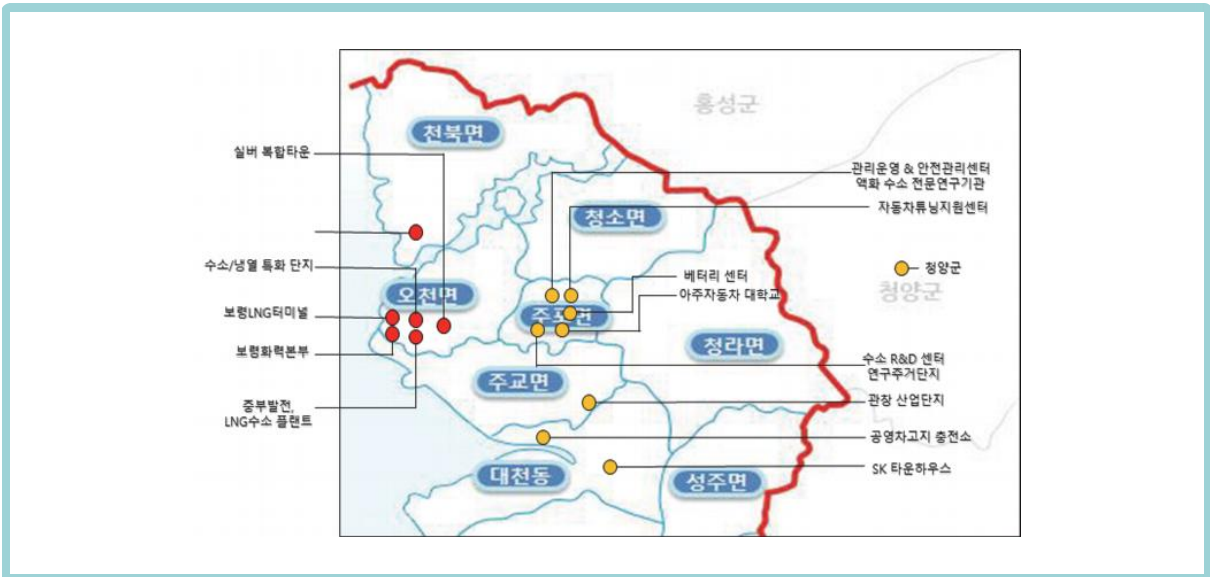 홍성군
천북면
실버 복합타운
관리운영 & 안전관리센터
액화 수소 전문연구기관
자동차튜닝지원센터
청소면
수소/냉열 특화 단지
베터리 센터
청양군
오천면
아주자동차 대학교
청양군
보령LNG터미널
주포면
청라면
보령화력본부
수소 R&D 센터
연구주거단지
주교면
관창 산업단지
중부발전,
LNG수소 플랜트
공영차고지 충전소
대천동
SK 타운하우스
성주면